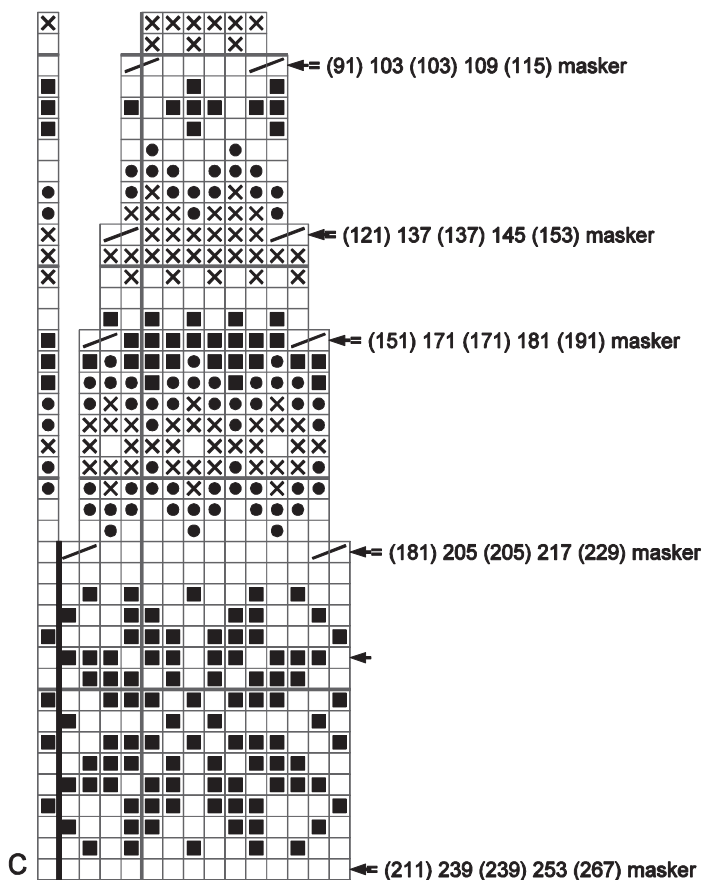 = (91) 103 (103) 109 (115) masker
= (121) 137 (137) 145 (153) masker
= (151) 171 (171) 181 (191) masker
= (181) 205 (205) 217 (229) masker
C
= (211) 239 (239) 253 (267) masker